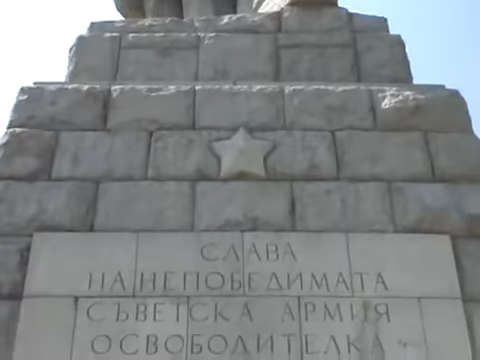 СЛАВА
НА НЕПОБЕДИМАТА
СЪВЕТСКА АРМИЯ
ОСВОБОДИТЕЛКА